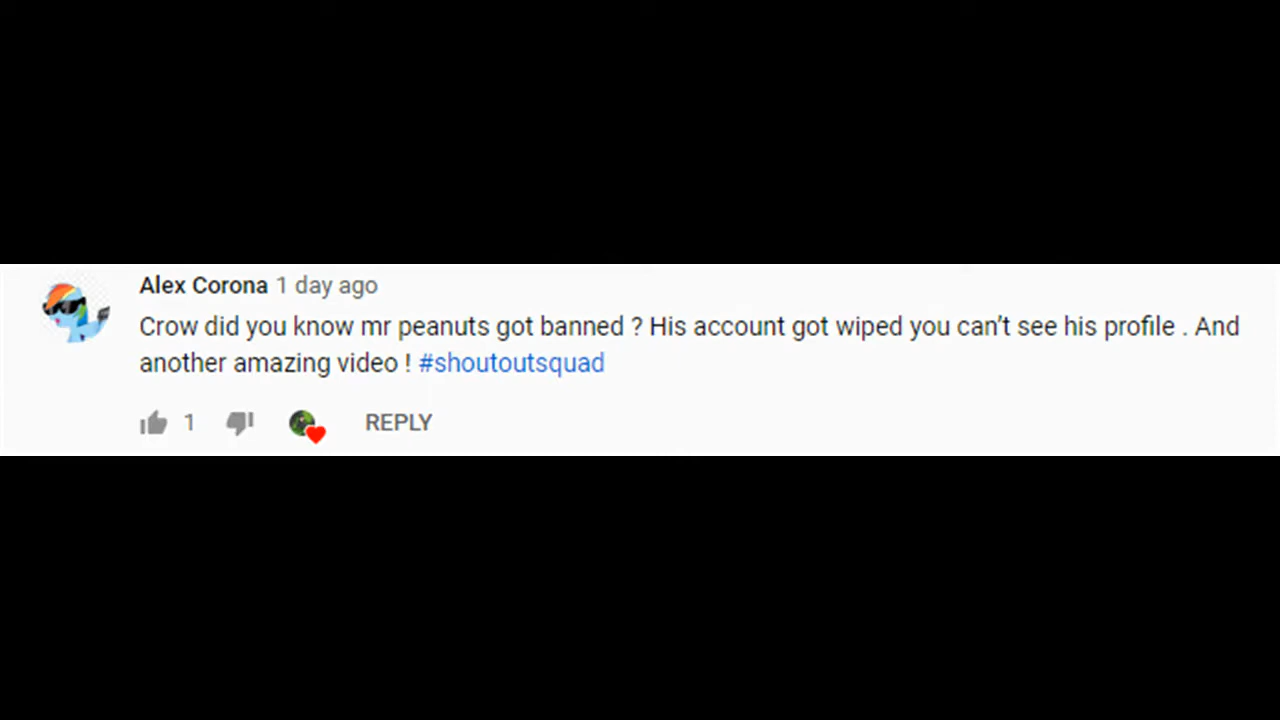 Alex Corona 1 day ago
Crow did you know mr peanuts got banned ? His account got wiped you can’t see his profile . And
another amazing video ! #shoutoutsquad
1 REPLY